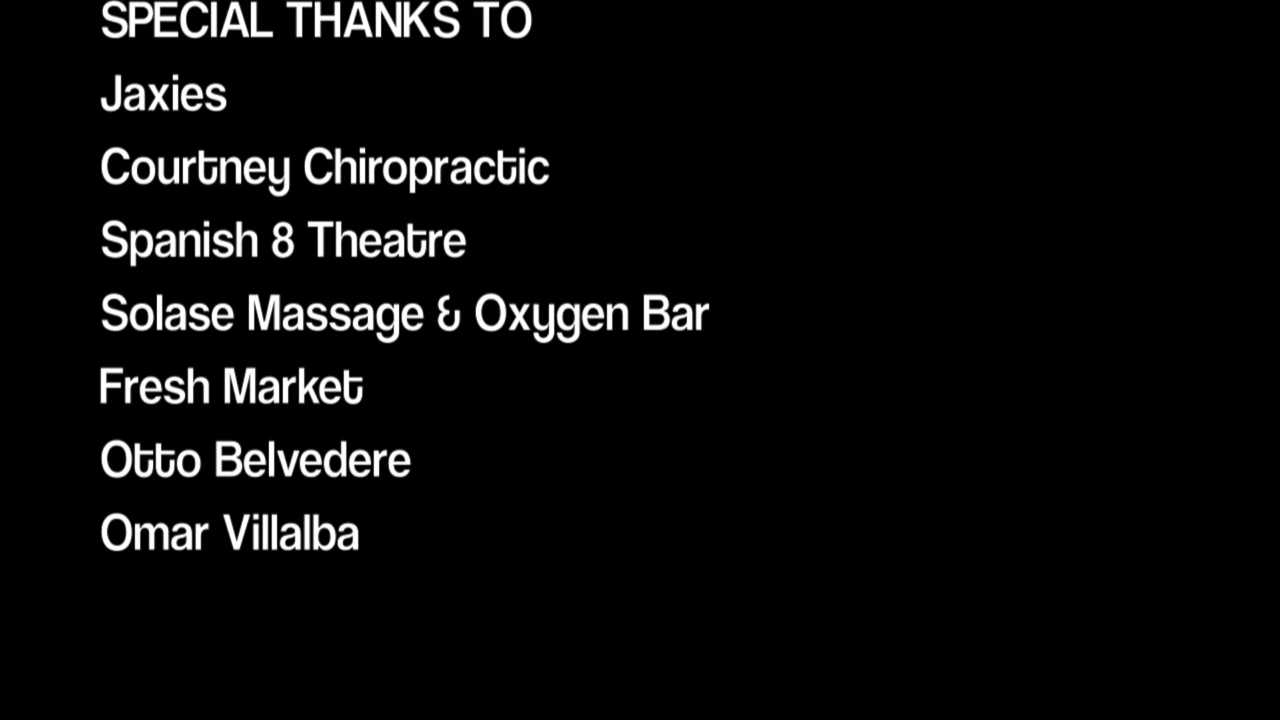 SPECIAL THANKS TO
Jaxies
Courtney Chiropractic
Spanish 8 Theatre
Solase Massage & Oxygen Bar
Fresh Market
Otto Belvedere
Omar Villalba